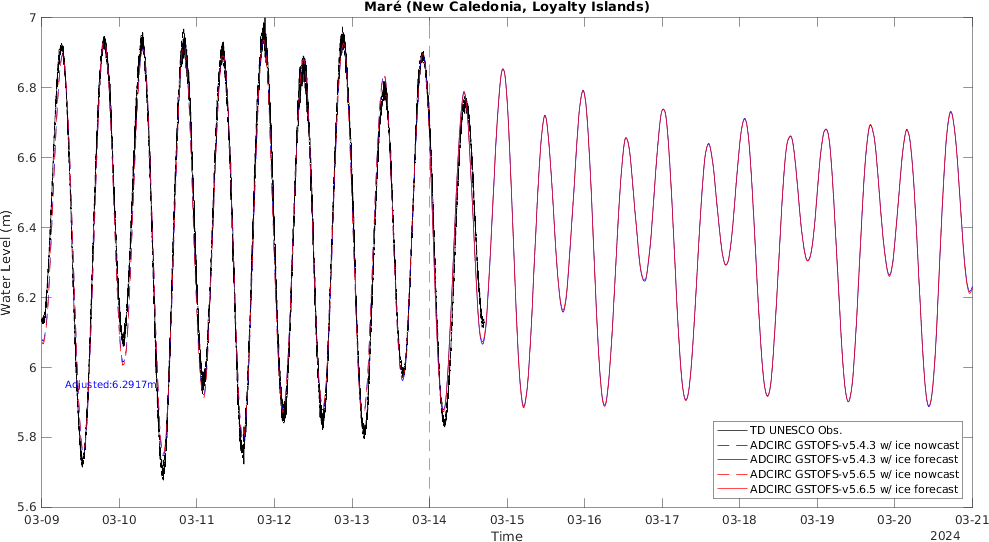 Maré (New Caledonia, Loyalty Islands)
7
6.8
6.6
6.4
6.2
6
5.8
5.6
Water Level (m)
Adjusted:6.2917m
TD UNESCO Obs.
ADCIRC GSTOFS-v5.4.3 w/ ice nowcast
ADCIRC GSTOFS-v5.4.3 w/ ice forecast
ADCIRC GSTOFS-v5.6.5 w/ ice nowcast
ADCIRC GSTOFS-v5.6.5 w/ ice forecast
03-09 03-10 03-11 03-12 03-13 03-14 03-15 03-16 03-17 03-18 03-19 03-20 03-21
Time
2024